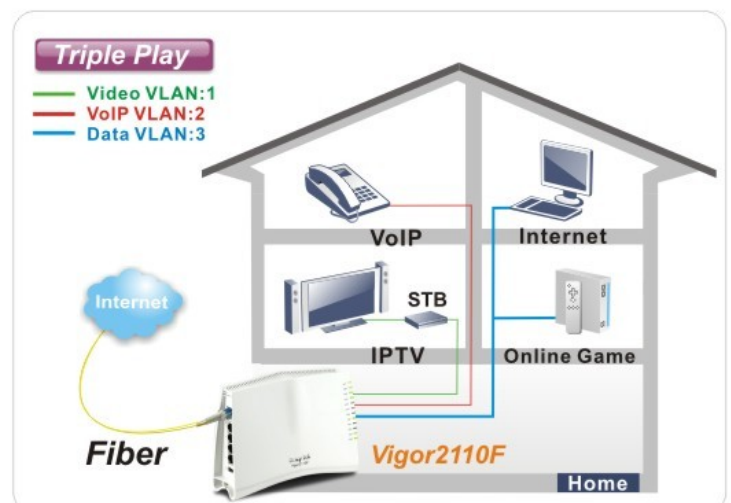 Triple Play
Video VLAN:1
VoIP VLAN:2
Data VLAN:3
VoIP
Internet
Internet
STB
IPTV
Online Game
Fiber
Vigor2110F
Home